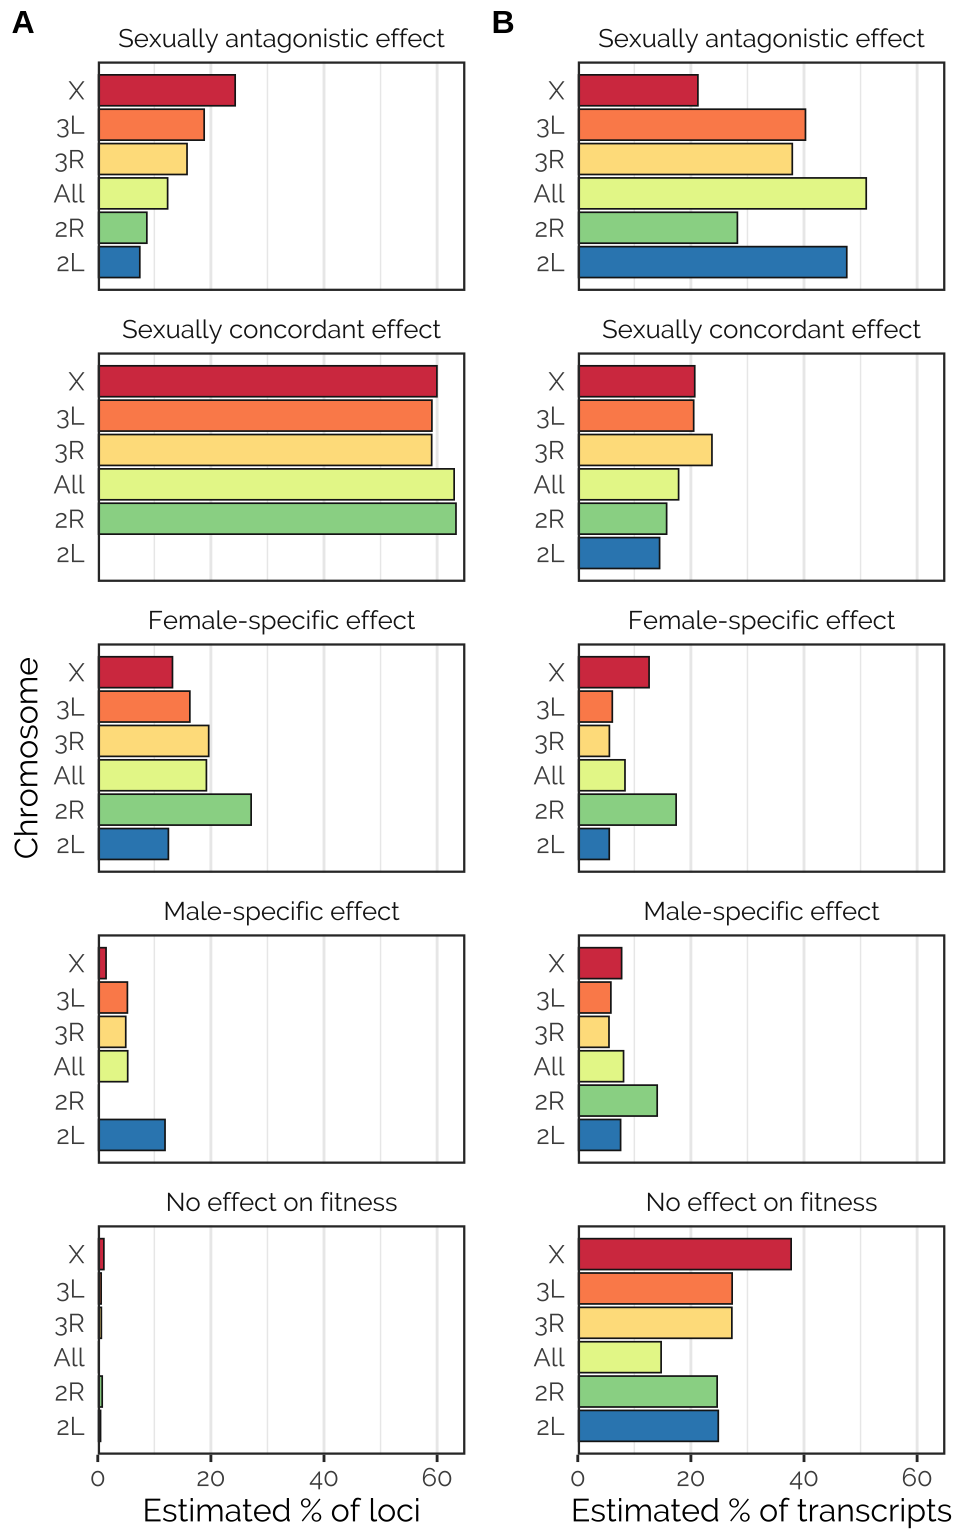 A
Sexually antagonistic effect
X
3L
3R
All
2R
2L
Sexually concordant effect
X
3L
3R
All
2R
2L
Female-specific effect
X
3L
3R
All
2R
2L
Male-specific effect
X
3L
3R
All
2R
2L
No effect on fitness
X
3L
3R
All
2R
2L
0 20 40 60
Estimated % of loci
Chromosome
B
Sexually antagonistic effect
X
3L
3R
All
2R
2L
Sexually concordant effect
X
3L
3R
All
2R
2L
Female-specific effect
X
3L
3R
All
2R
2L
Male-specific effect
X
3L
3R
All
2R
2L
No effect on fitness
X
3L
3R
All
2R
2L
0 20 40 60
Estimated % of transcripts